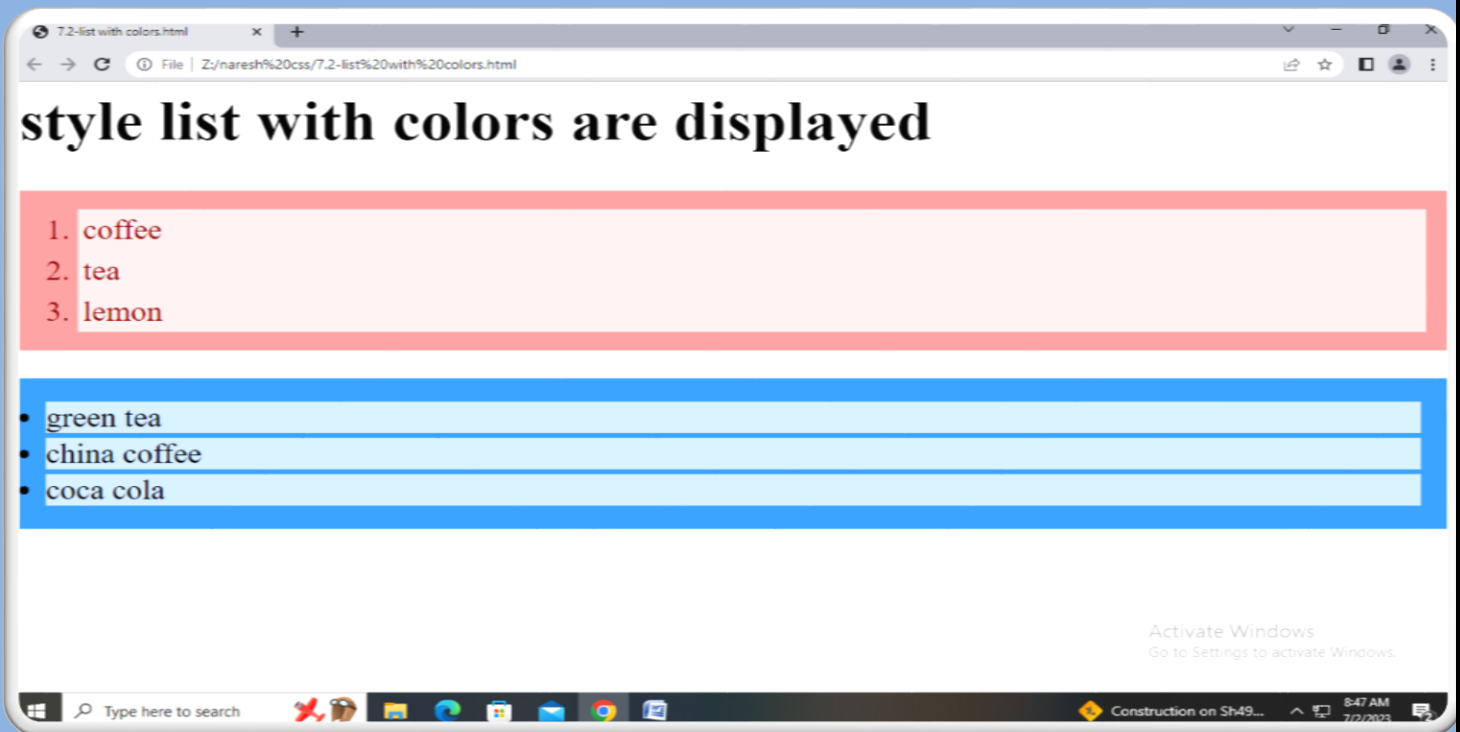 7.2-list with colors.html
File | Z:/naresh%20css/7.2-list%20with%20colors.html
style list with colors are displayed
1. coffee
2. tea
3. lemon
• green tea
• china coffee
• coca cola
Activate Windows
Go to Settings to activate Windows.
Type here to search
Construction on Sh49...
8:47 AM
7/2/2023
2